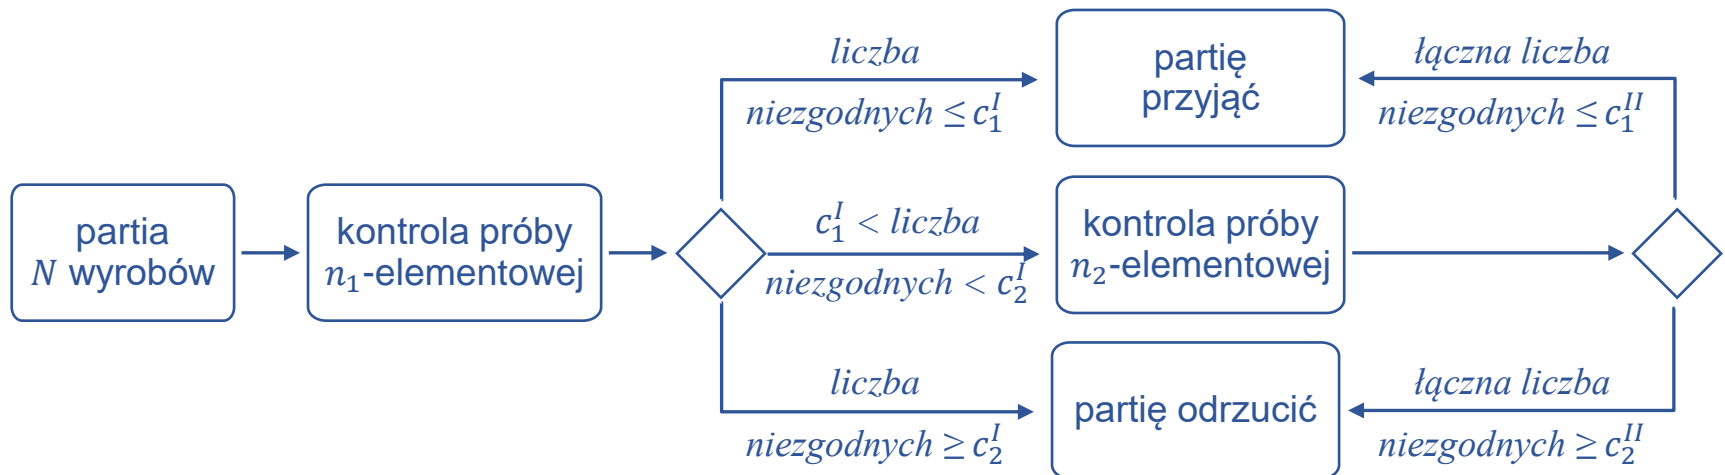 partia
N wyrobów
kontrola próby
n₁-elementowej
liczba
niezgodnych ≤ c₁ᴵ
c₁ᴵ < liczba
niezgodnych < c₂ᴵ
liczba
niezgodnych ≥ c₂ᴵ
partię
przyjąć
kontrola próby
n₂-elementowej
partię odrzucić
łączna liczba
niezgodnych ≤ c₁ᴵᴵ
łączna liczba
niezgodnych ≥ c₂ᴵᴵ